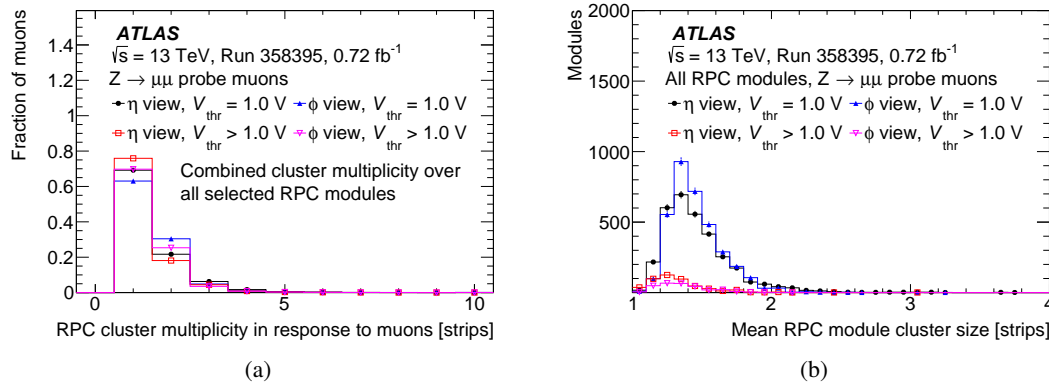 Fraction of muons
1.4
1.2
1
0.8
0.6
0.4
0.2
0
ATLAS
√s = 13 TeV, Run 358395, 0.72 fb⁻¹
Z → μμ probe muons
η view, V_thr = 1.0 V
φ view, V_thr = 1.0 V
η view, V_thr > 1.0 V
φ view, V_thr > 1.0 V
Combined cluster multiplicity over
all selected RPC modules
0 5 10
RPC cluster multiplicity in response to muons [strips]
(a)
Modules
2000
1500
1000
500
ATLAS
√s = 13 TeV, Run 358395, 0.72 fb⁻¹
All RPC modules, Z → μμ probe muons
η view, V_thr = 1.0 V
φ view, V_thr = 1.0 V
η view, V_thr > 1.0 V
φ view, V_thr > 1.0 V
1 2 3 4
Mean RPC module cluster size [strips]
(b)